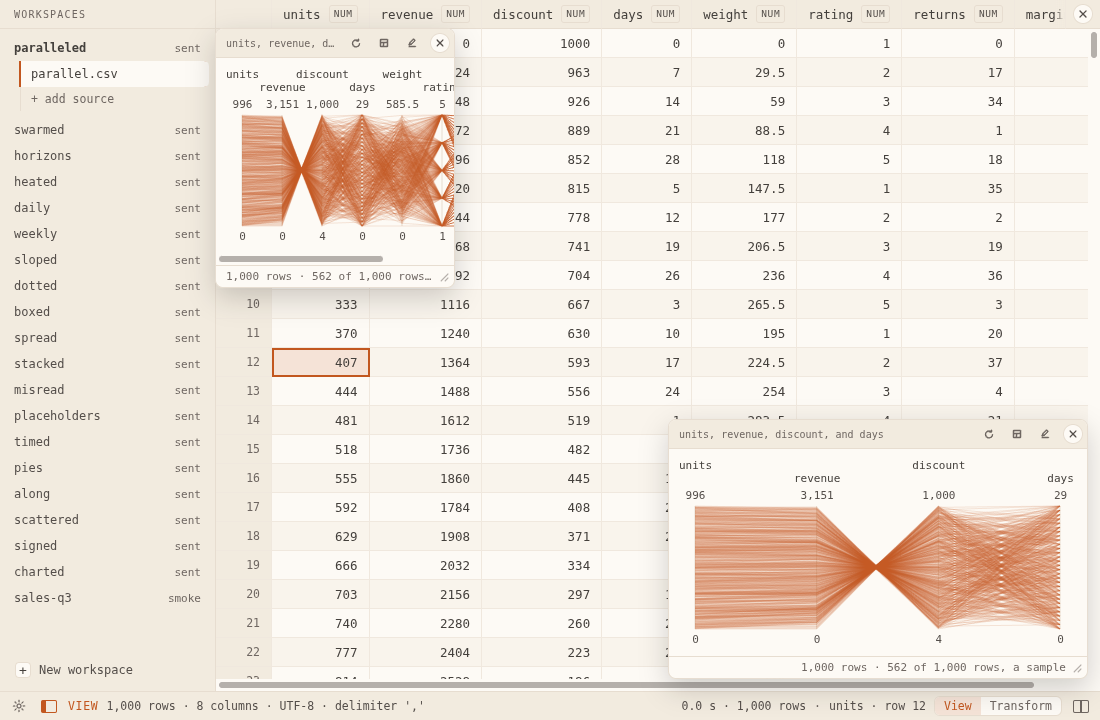 WORKSPACES
paralleled sent
parallel.csv
+ add source
swarmed sent
horizons sent
heated sent
daily sent
weekly sent
sloped sent
dotted sent
boxed sent
spread sent
stacked sent
misread sent
placeholders sent
timed sent
pies sent
along sent
scattered sent
signed sent
charted sent
sales-q3 smoke
+ New workspace
units NUM revenue NUM discount NUM days NUM weight NUM rating NUM returns NUM margi
0 1000 0 0 1 0
24 963 7 29.5 2 17
48 926 14 59 3 34
72 889 21 88.5 4 1
96 852 28 118 5 18
20 815 5 147.5 1 35
44 778 12 177 2 2
68 741 19 206.5 3 19
92 704 26 236 4 36
10 333 1116 667 3 265.5 5 3
11 370 1240 630 10 195 1 20
12 407 1364 593 17 224.5 2 37
13 444 1488 556 24 254 3 4
14 481 1612 519
15 518 1736 482
16 555 1860 445
17 592 1784 408
18 629 1908 371
19 666 2032 334
20 703 2156 297
21 740 2280 260
22 777 2404 223
units, revenue, d…
units discount weight
revenue days ratin
996 3,151 1,000 29 585.5 5
0 0 4 0 0 1
1,000 rows · 562 of 1,000 rows…
units, revenue, discount, and days
units discount
revenue days
996 3,151 1,000 29
0 0 4 0
1,000 rows · 562 of 1,000 rows, a sample
VIEW 1,000 rows · 8 columns · UTF-8 · delimiter ','
0.0 s · 1,000 rows · units · row 12 View Transform